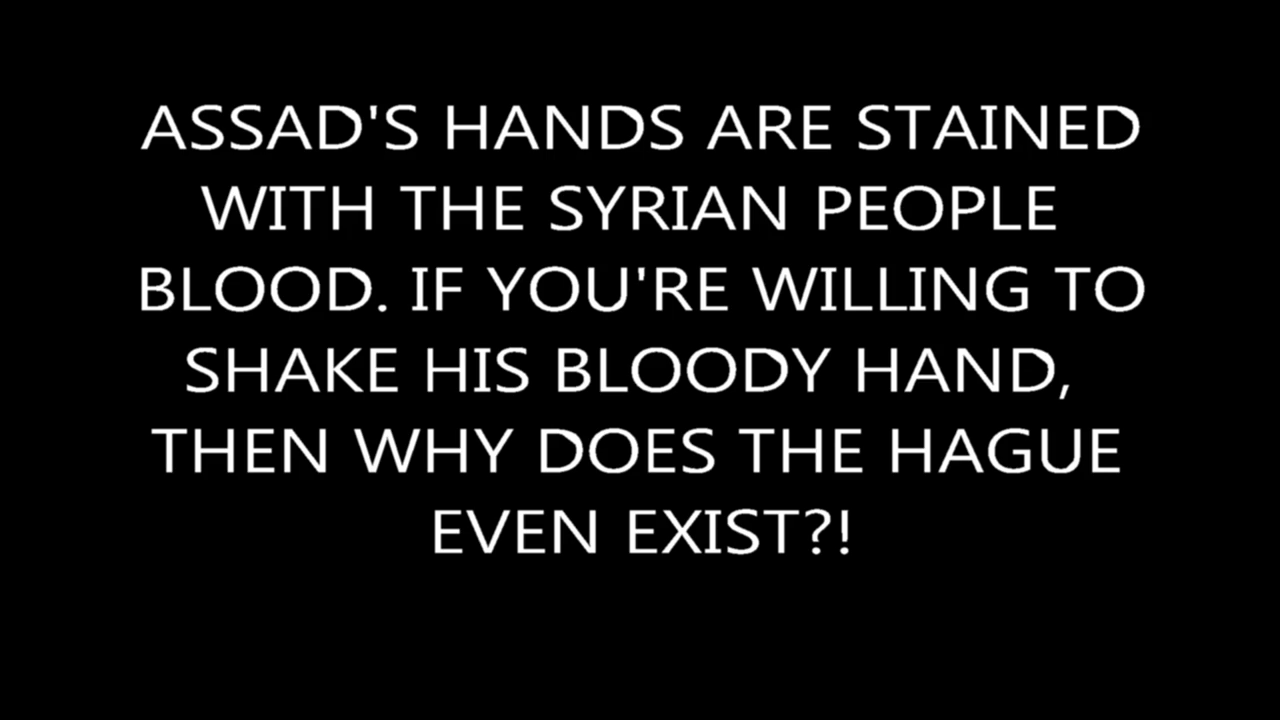 ASSAD'S HANDS ARE STAINED
WITH THE SYRIAN PEOPLE
BLOOD. IF YOU'RE WILLING TO
SHAKE HIS BLOODY HAND,
THEN WHY DOES THE HAGUE
EVEN EXIST?!